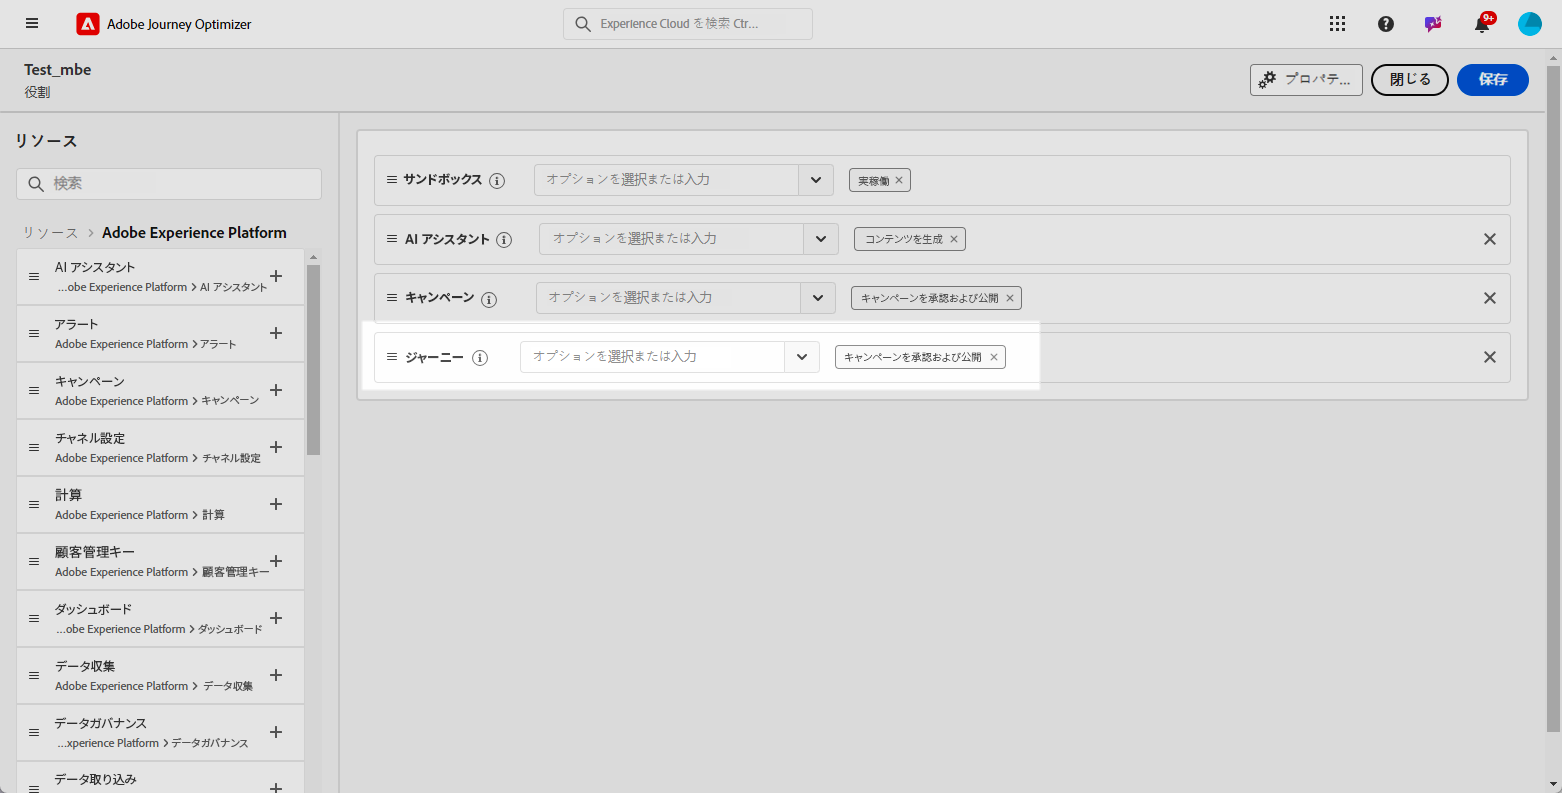 Adobe Journey Optimizer
Experience Cloud を検索 Ctr...
9+
Test_mbe
役割
プロパテ...
閉じる
保存
リソース
検索
リソース > Adobe Experience Platform
AI アシスタント
...obe Experience Platform > AI アシスタント
アラート
Adobe Experience Platform > アラート
キャンペーン
Adobe Experience Platform > キャンペーン
チャネル設定
Adobe Experience Platform > チャネル設定
計算
Adobe Experience Platform > 計算
顧客管理キー
Adobe Experience Platform > 顧客管理キー
ダッシュボード
...obe Experience Platform > ダッシュボード
データ収集
Adobe Experience Platform > データ収集
データガバナンス
...xperience Platform > データガバナンス
データ取り込み
サンドボックス オプションを選択または入力 実稼働
AI アシスタント オプションを選択または入力 コンテンツを生成
キャンペーン オプションを選択または入力 キャンペーンを承認および公開
ジャーニー オプションを選択または入力 キャンペーンを承認および公開